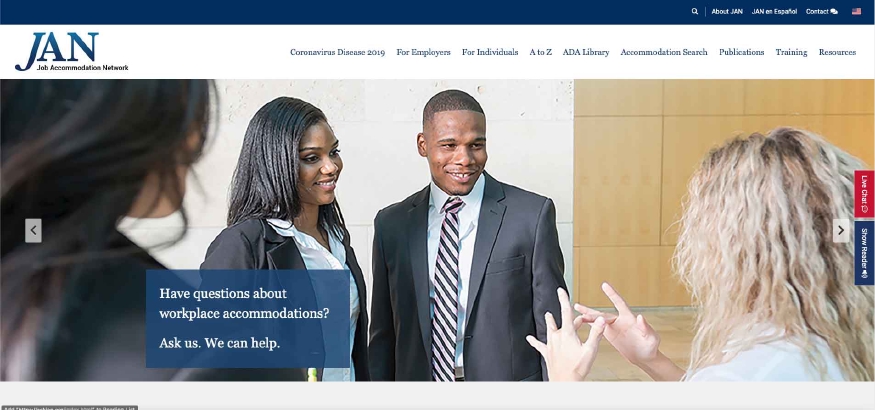 About JAN
JAN en Español
Contact
JAN
Job Accommodation Network
Coronavirus Disease 2019
For Employers
For Individuals
A to Z
ADA Library
Accommodation Search
Publications
Training
Resources
Live Chat
Show Reader
Have questions about
workplace accommodations?
Ask us. We can help.